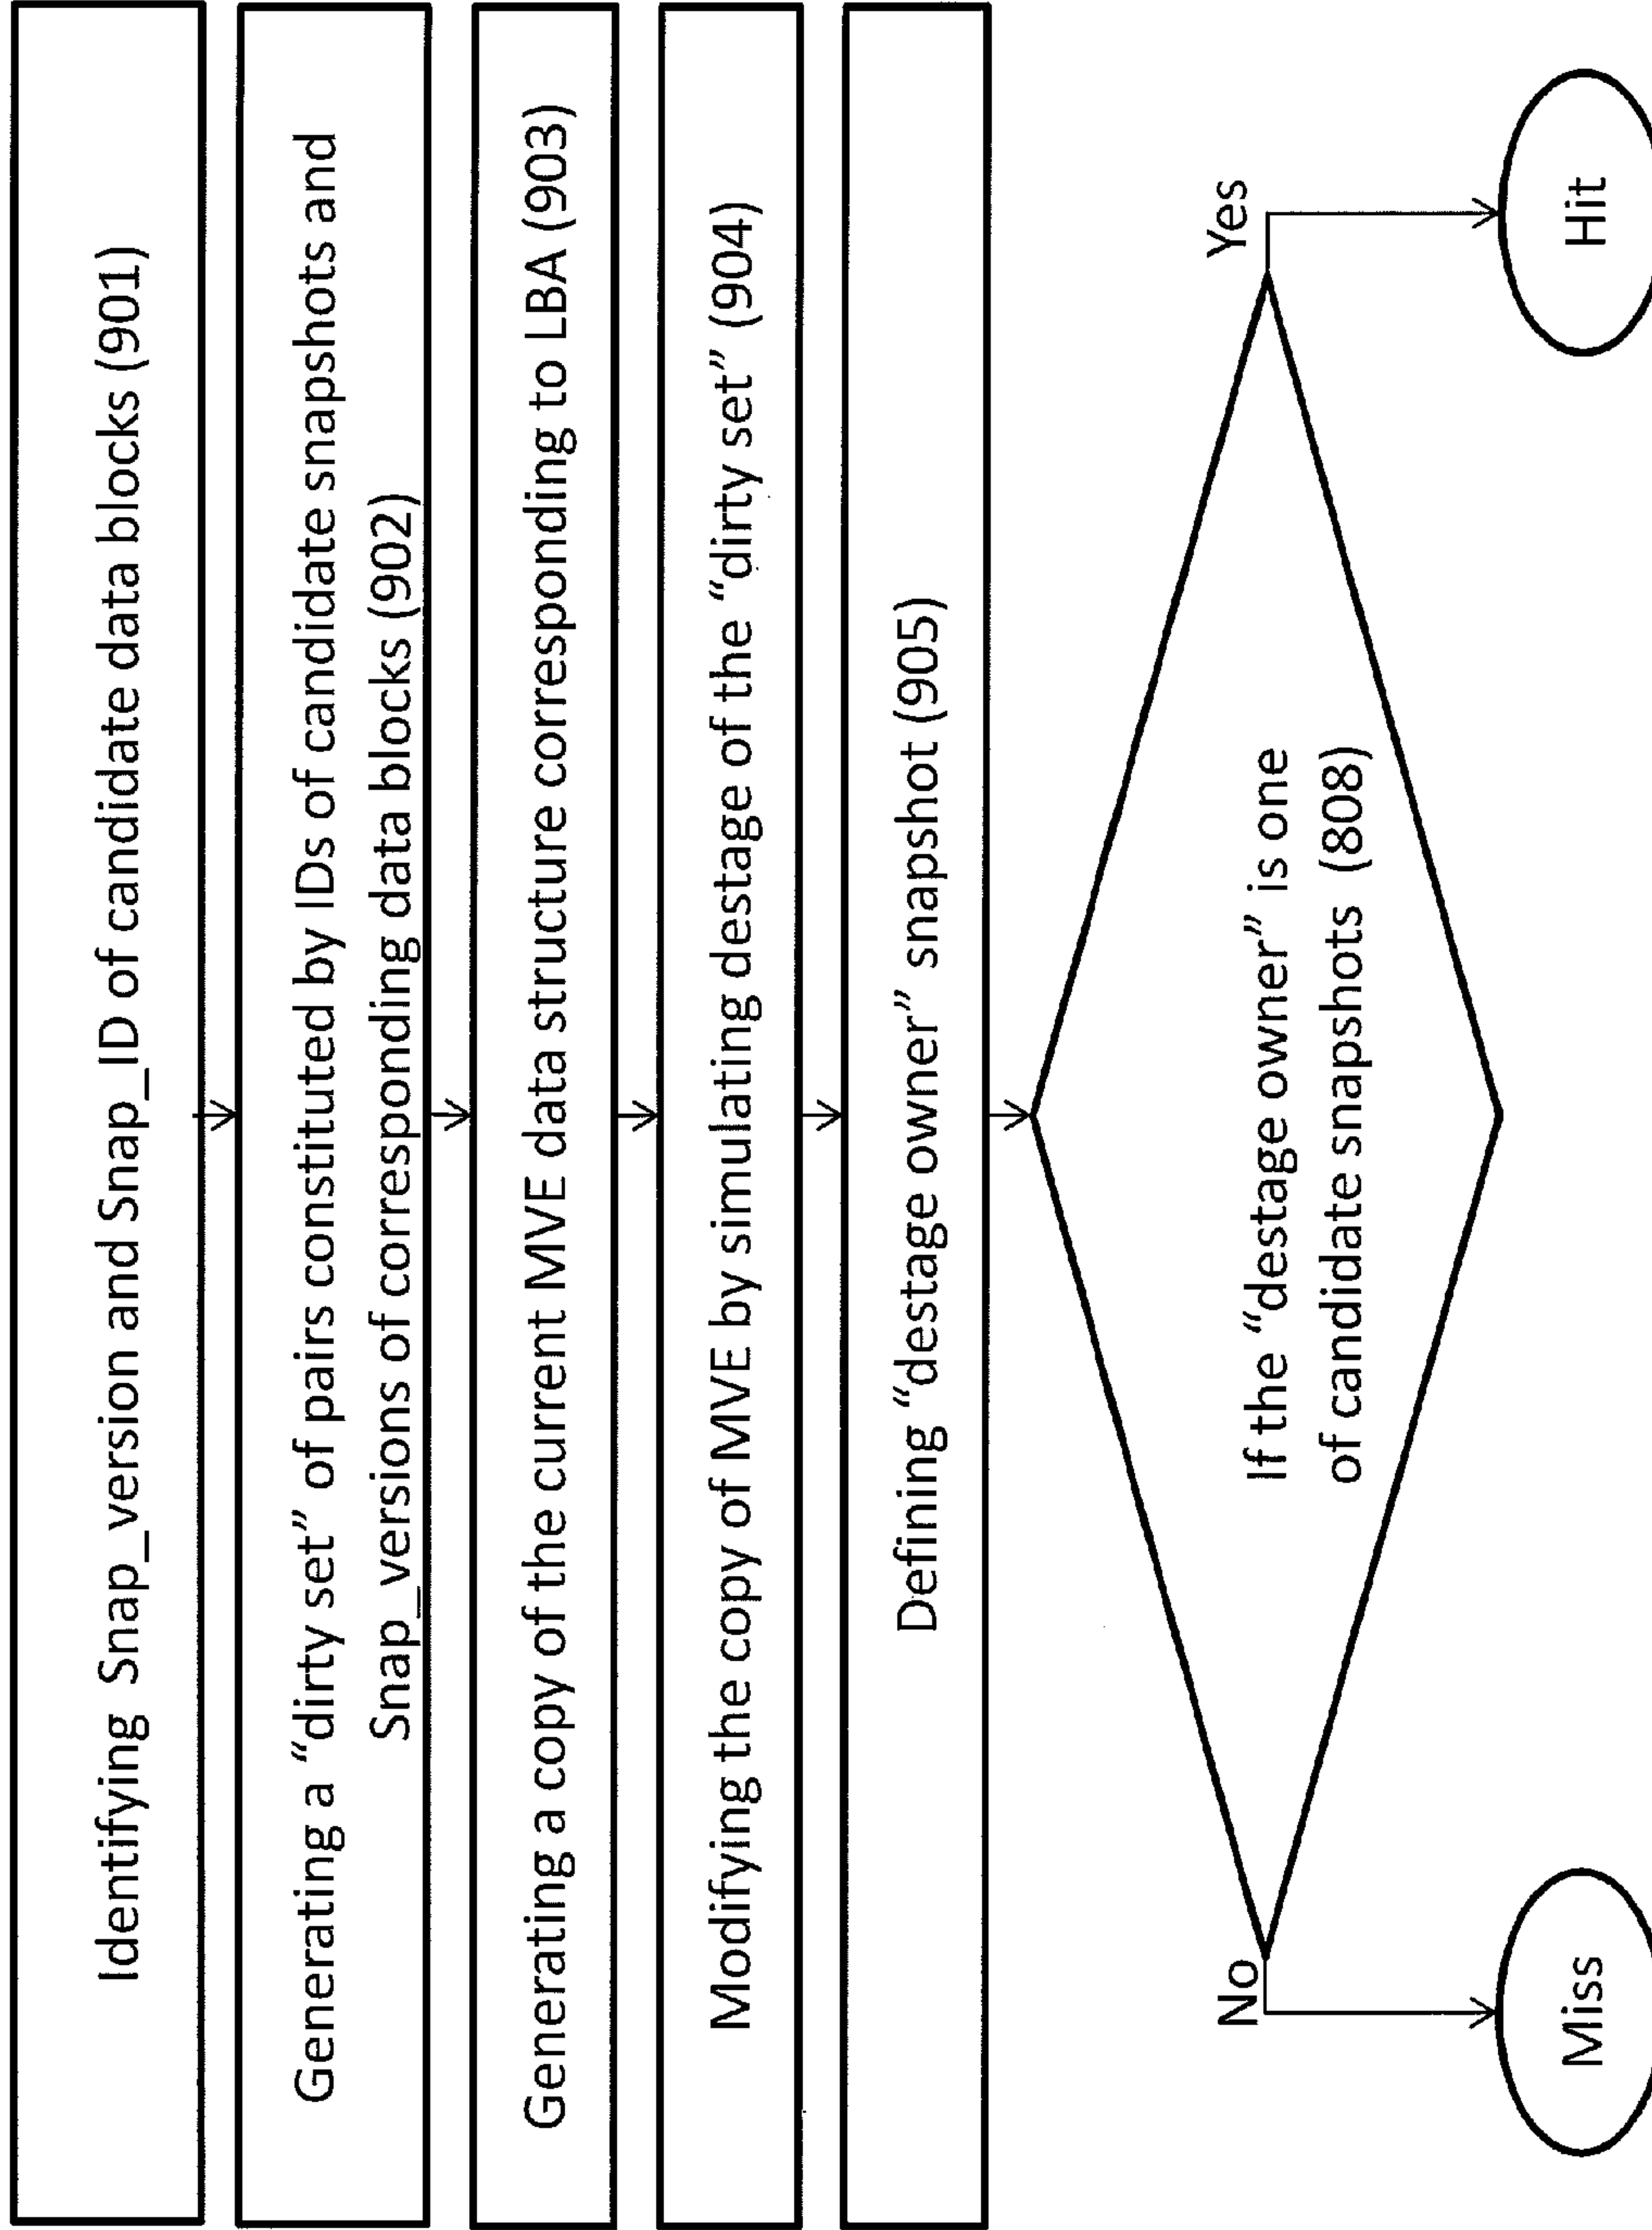 Identifying Snap_version and Snap_ID of candidate data blocks (901)
Generating a “dirty set” of pairs constituted by IDs of candidate snapshots and
Snap_versions of corresponding data blocks (902)
Generating a copy of the current MVE data structure corresponding to LBA (903)
Modifying the copy of MVE by simulating destage of the “dirty set” (904)
Defining “destage owner” snapshot (905)
If the “destage owner” is one
of candidate snapshots (808)
No
Yes
Miss
Hit